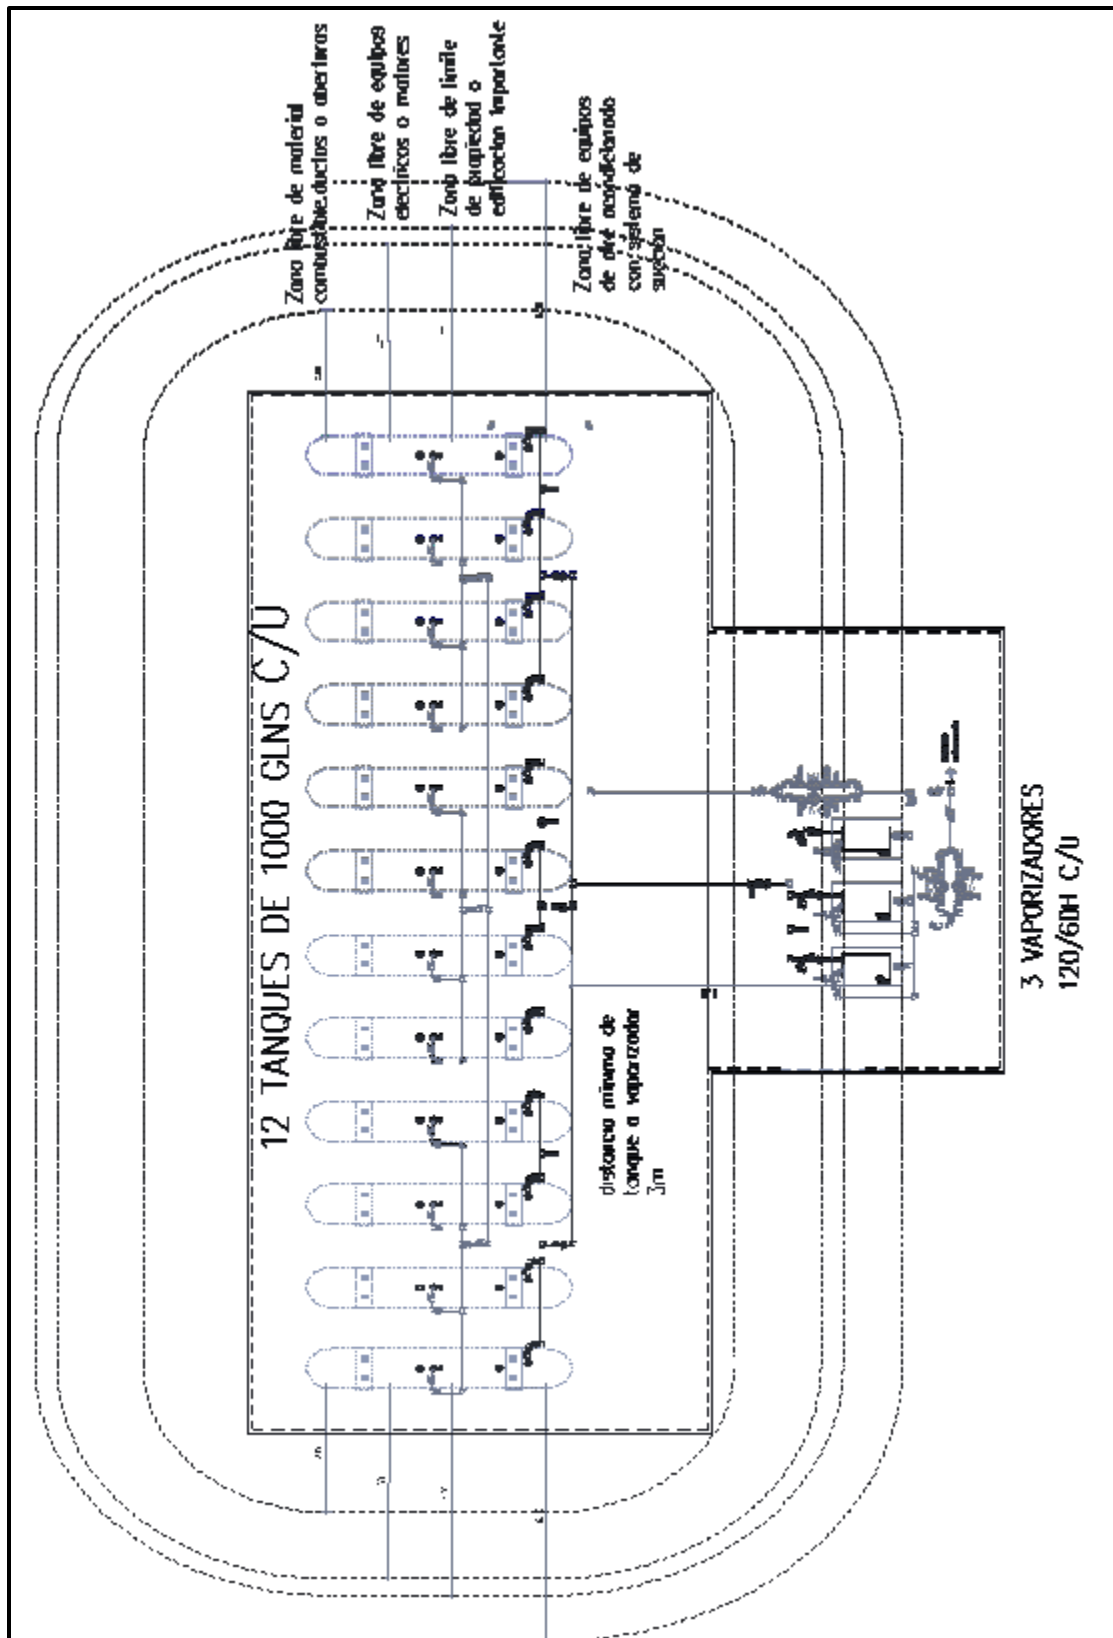 Zona libre de material
combustible,ductos o aberturas
Zona libre de equipos
electricos o motores
Zona libre de limite
de propiedad o
edificacion importante
Zona libre de equipos
de aire acondicionado
con sistema de
succion
12 TANQUES DE 1000 GLNS C/U
distancia minima de
tanque a vaporizador
3m
3 VAPORIZADORES
120/60H C/U